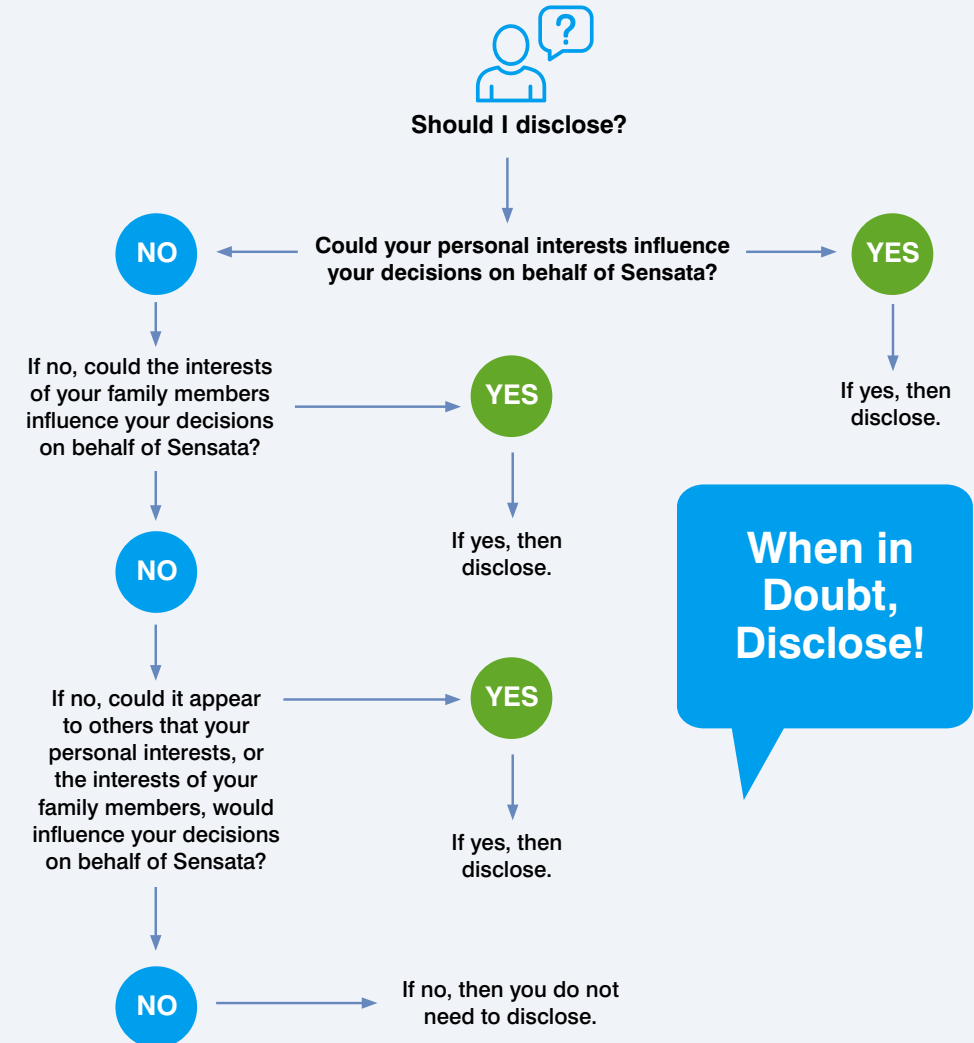 ?
Should I disclose?
NO
Could your personal interests influence
your decisions on behalf of Sensata?
YES
If no, could the interests
of your family members
influence your decisions
on behalf of Sensata?
YES
If yes, then
disclose.
If yes, then
disclose.
NO
When in
Doubt,
Disclose!
If no, could it appear
to others that your
personal interests, or
the interests of your
family members, would
influence your decisions
on behalf of Sensata?
YES
If yes, then
disclose.
NO
If no, then you do not
need to disclose.